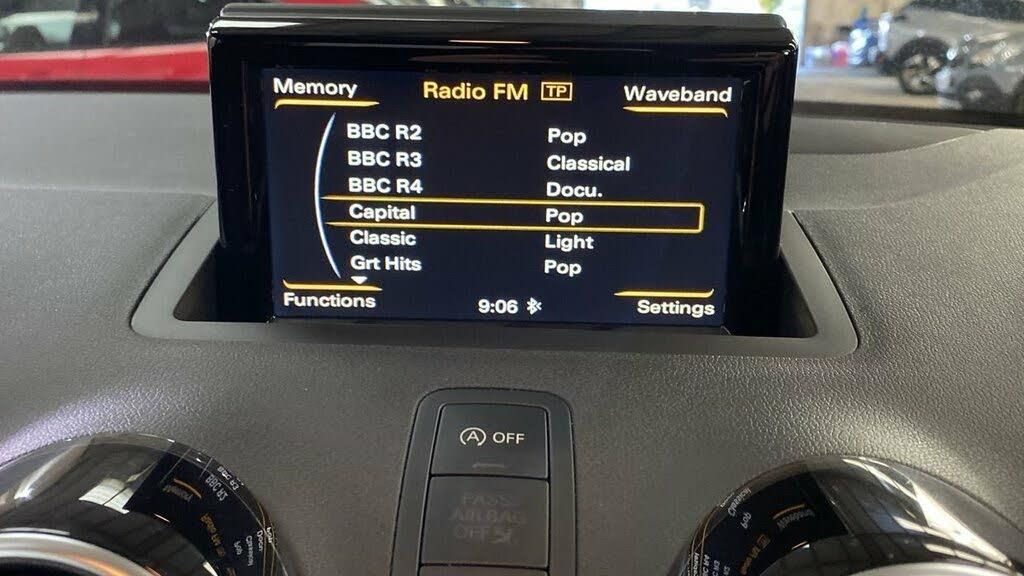 Memory Radio FM TP Waveband
BBC R2 Pop
BBC R3 Classical
BBC R4 Docu.
Capital Pop
Classic Light
Grt Hits Pop
Functions 9:06 Settings
A OFF
PASS
AIRBAG
OFF